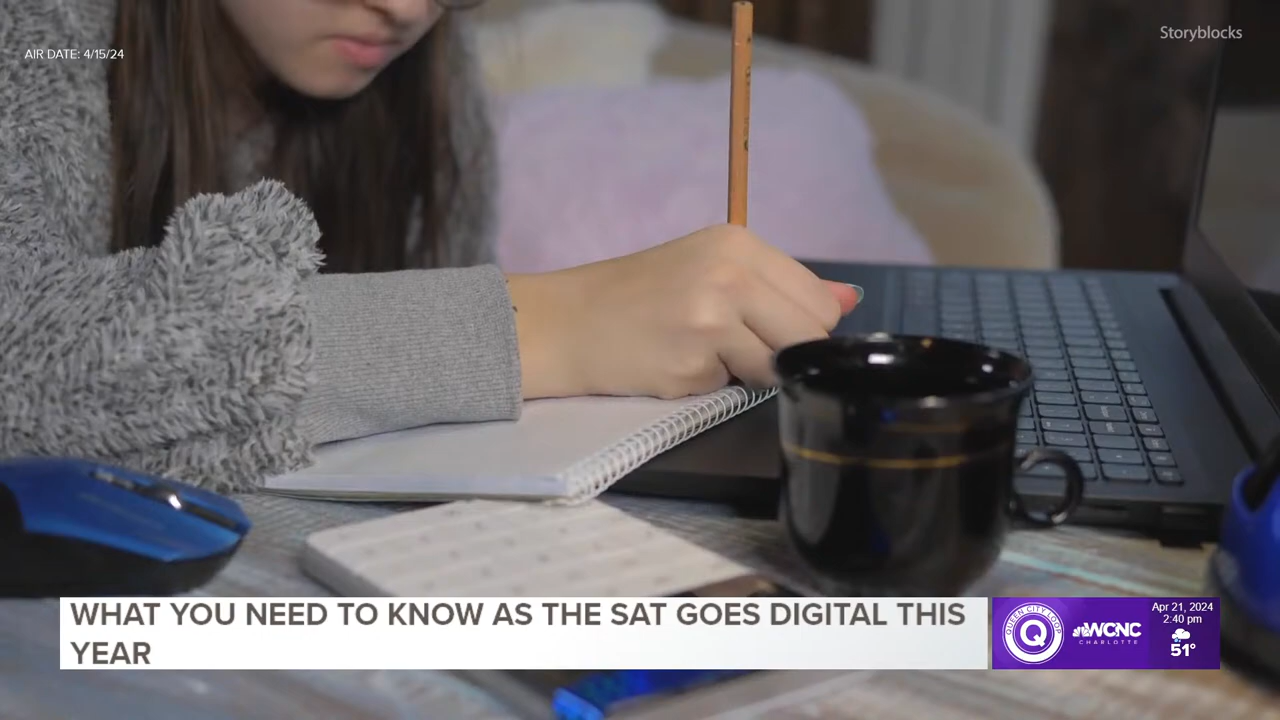 Storyblocks
AIR DATE: 4/15/24
WHAT YOU NEED TO KNOW AS THE SAT GOES DIGITAL THIS
YEAR
QUEEN CITY LOOP
Q
WCNC
CHARLOTTE
Apr 21, 2024
2:40 pm
51°